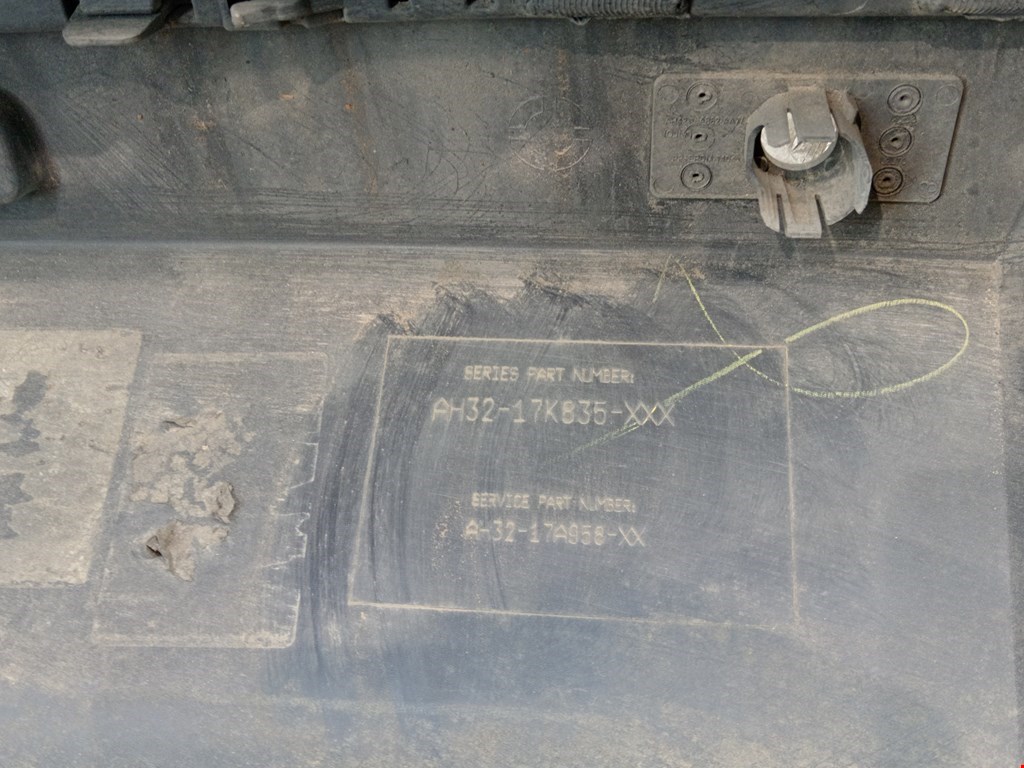 SERIES PART NUMBER:
AH32-17K835-XXX
SERVICE PART NUMBER:
A-32-17A958-XX